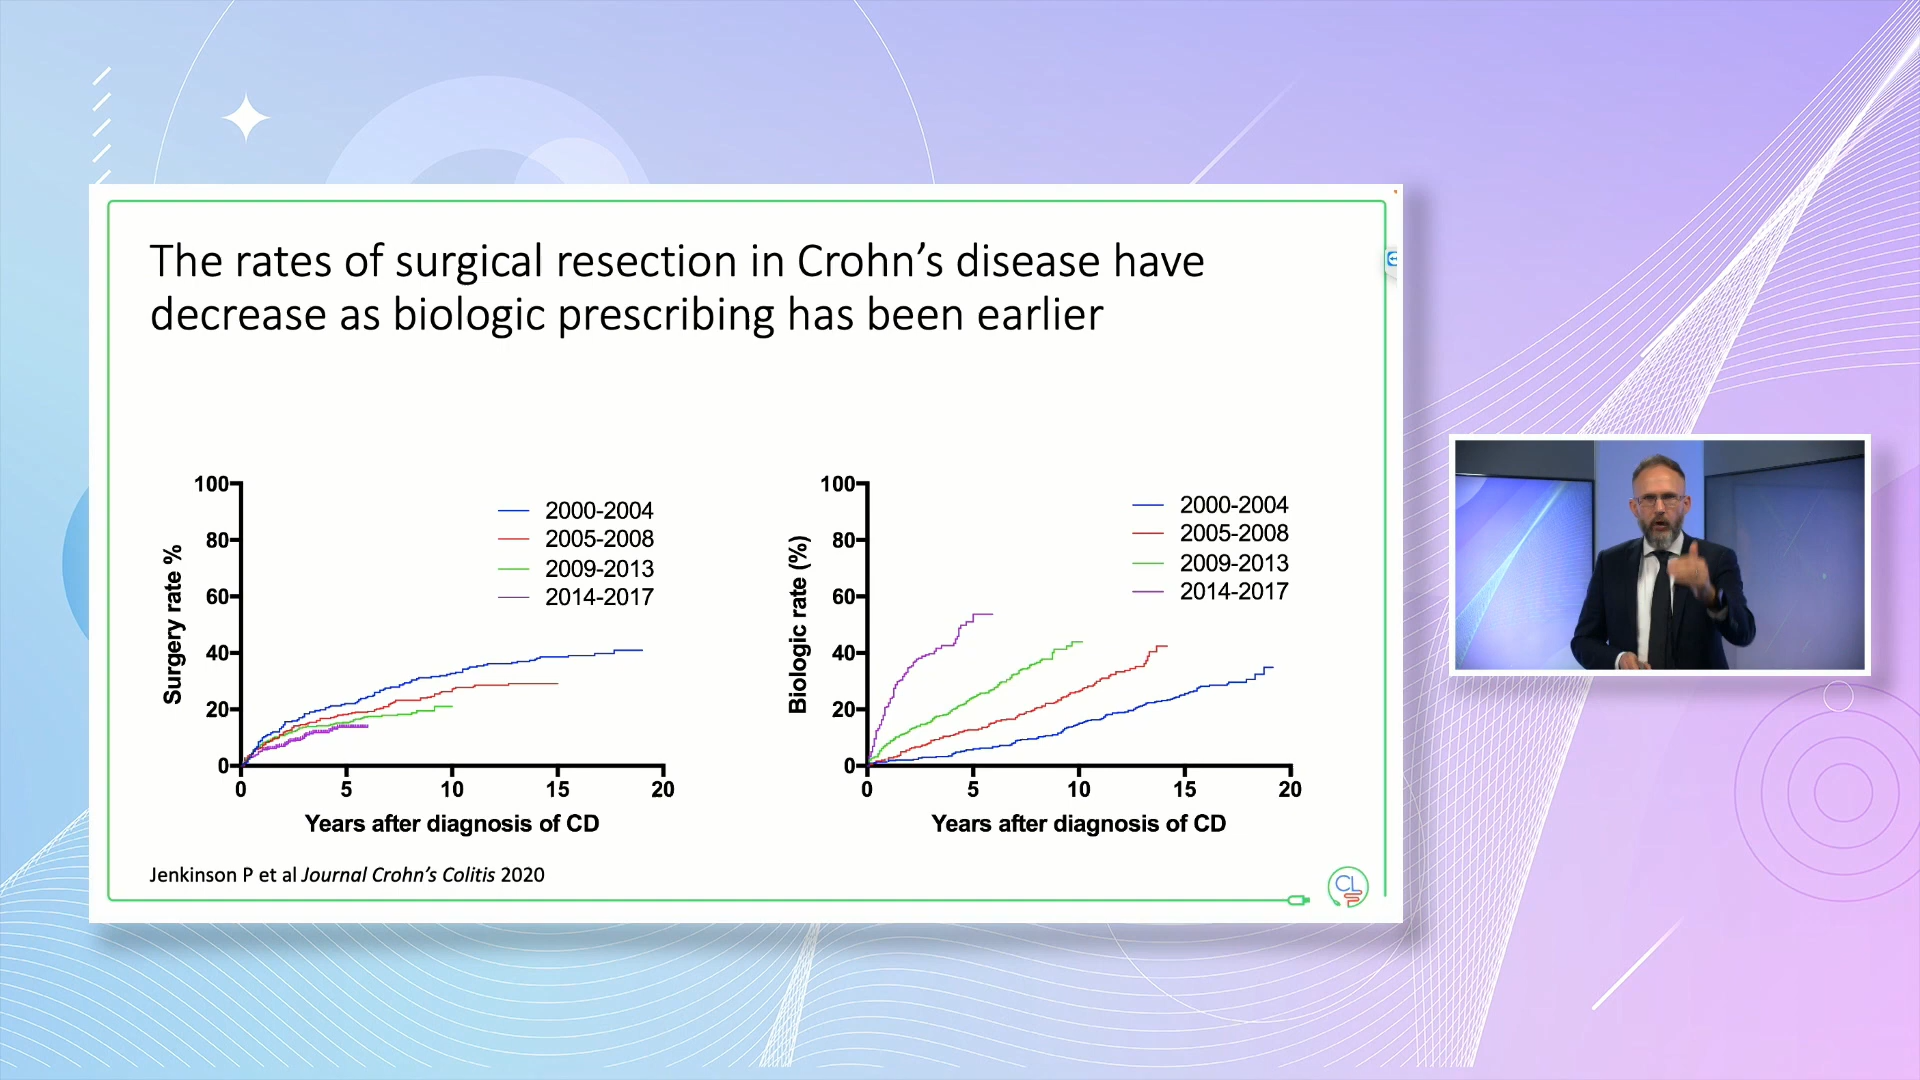 The rates of surgical resection in Crohn’s disease have
decrease as biologic prescribing has been earlier
100
80
60
40
20
0
Surgery rate %
2000-2004
2005-2008
2009-2013
2014-2017
0 5 10 15 20
Years after diagnosis of CD
100
80
60
40
20
0
Biologic rate (%)
2000-2004
2005-2008
2009-2013
2014-2017
0 5 10 15 20
Years after diagnosis of CD
Jenkinson P et al Journal Crohn’s Colitis 2020
CL